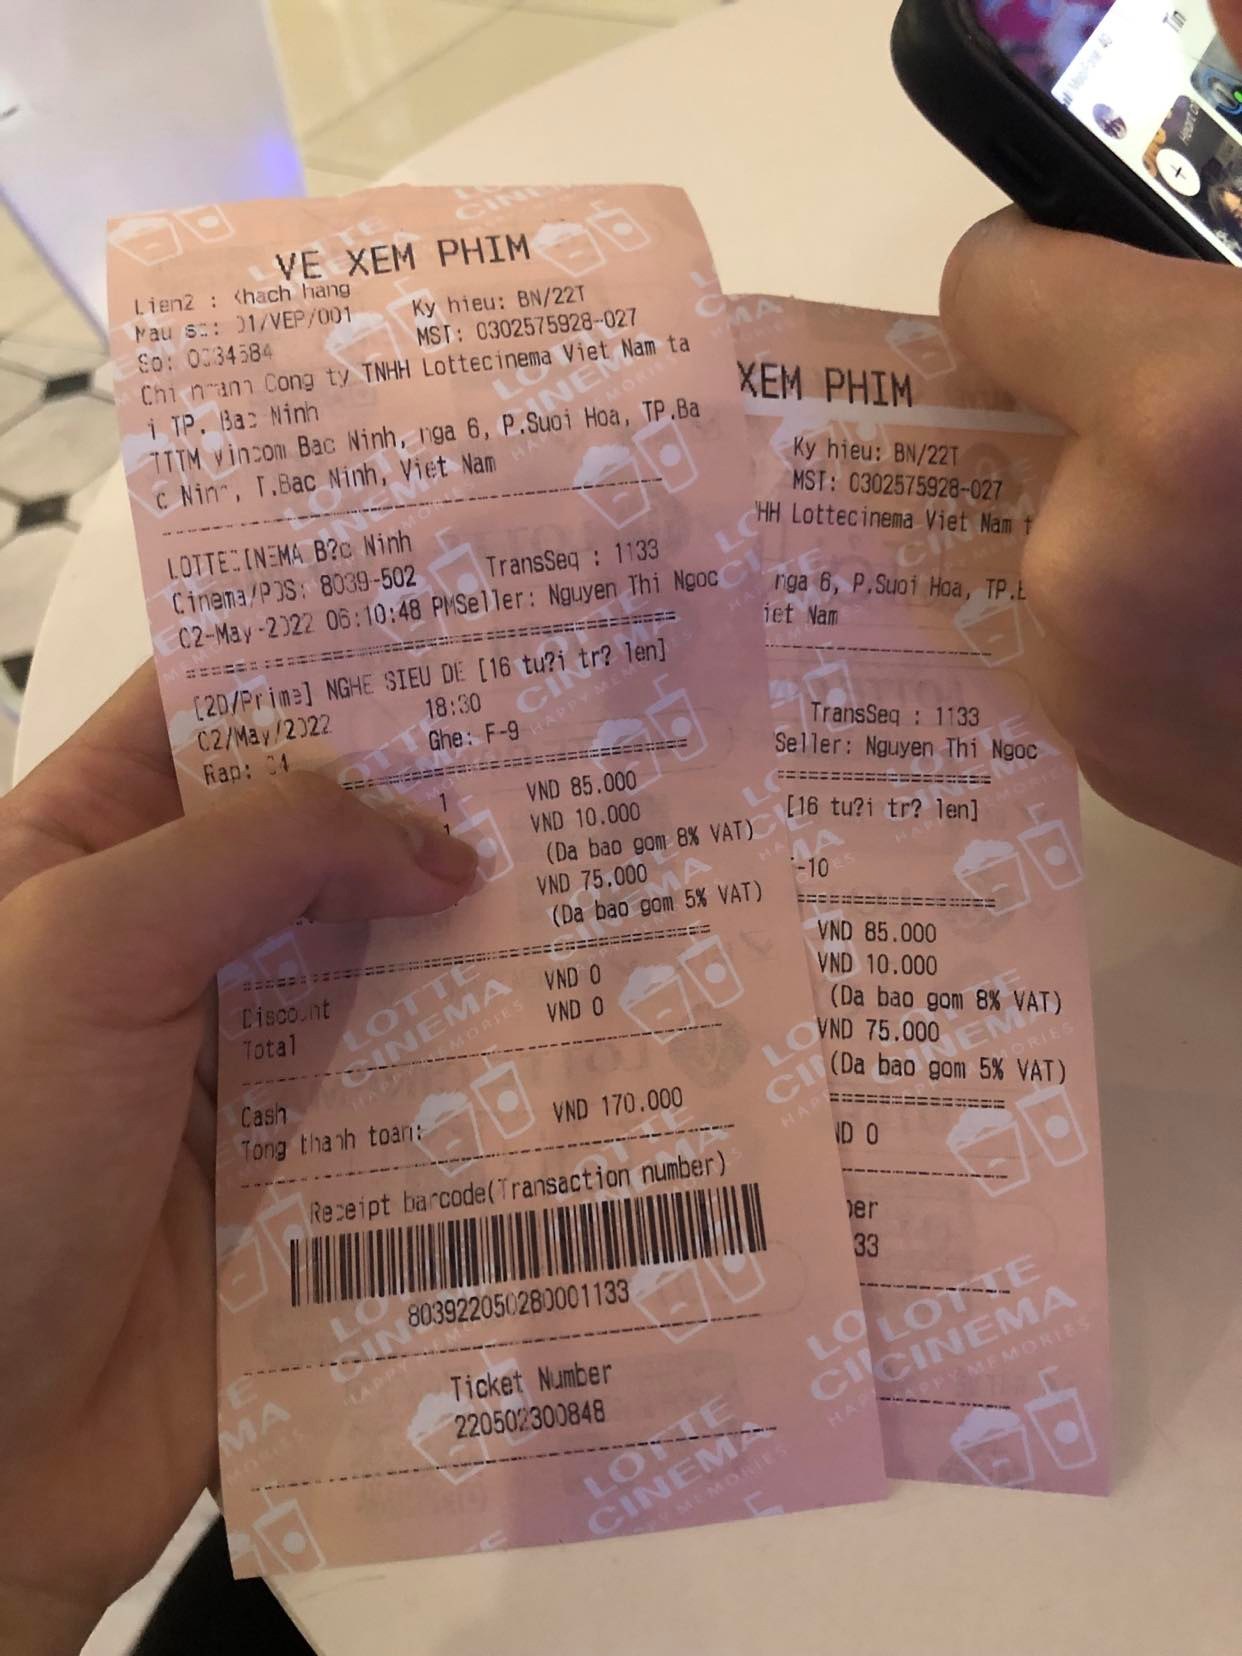 VE XEM PHIM
Lien2 : Khach hang
Mau so: 01/VEP/001 Ky hieu: BN/22T
So: 0034584 MST: 0302575928-027
Chi nhanh Cong ty TNHH Lottecinema Viet Nam ta
i TP. Bac Ninh
TTTM Vincom Bac Ninh, nga 6, P.Suoi Hoa, TP.Ba
c Ninh, T.Bac Ninh, Viet Nam
LOTTECINEMA B?c Ninh
Cinema/POS: 8039-502 TransSeq : 1133
02-May-2022 06:10:48 PMSeller: Nguyen Thi Ngoc
[2D/Prime] NGHE SIEU DE [16 tu?i tr? len]
02/May/2022 18:30
Rap: 04 Ghe: F-9
1 VND 85.000
1 VND 10.000
(Da bao gom 8% VAT)
VND 75.000
(Da bao gom 5% VAT)
Discount VND 0
Total VND 0
Cash
Tong thanh toan: VND 170.000
Receipt barcode(Transaction number)
803922050280001133
Ticket Number
220502300848
XEM PHIM
Ky hieu: BN/22T
MST: 0302575928-027
HH Lottecinema Viet Nam t
nga 6, P.Suoi Hoa, TP.B
iet Nam
TransSeq : 1133
Seller: Nguyen Thi Ngoc
[16 tu?i tr? len]
-10
VND 85.000
VND 10.000
(Da bao gom 8% VAT)
VND 75.000
(Da bao gom 5% VAT)
ND 0
ber
33
LOTTE
CINEMA
HAPPY MEMORIES
Tin